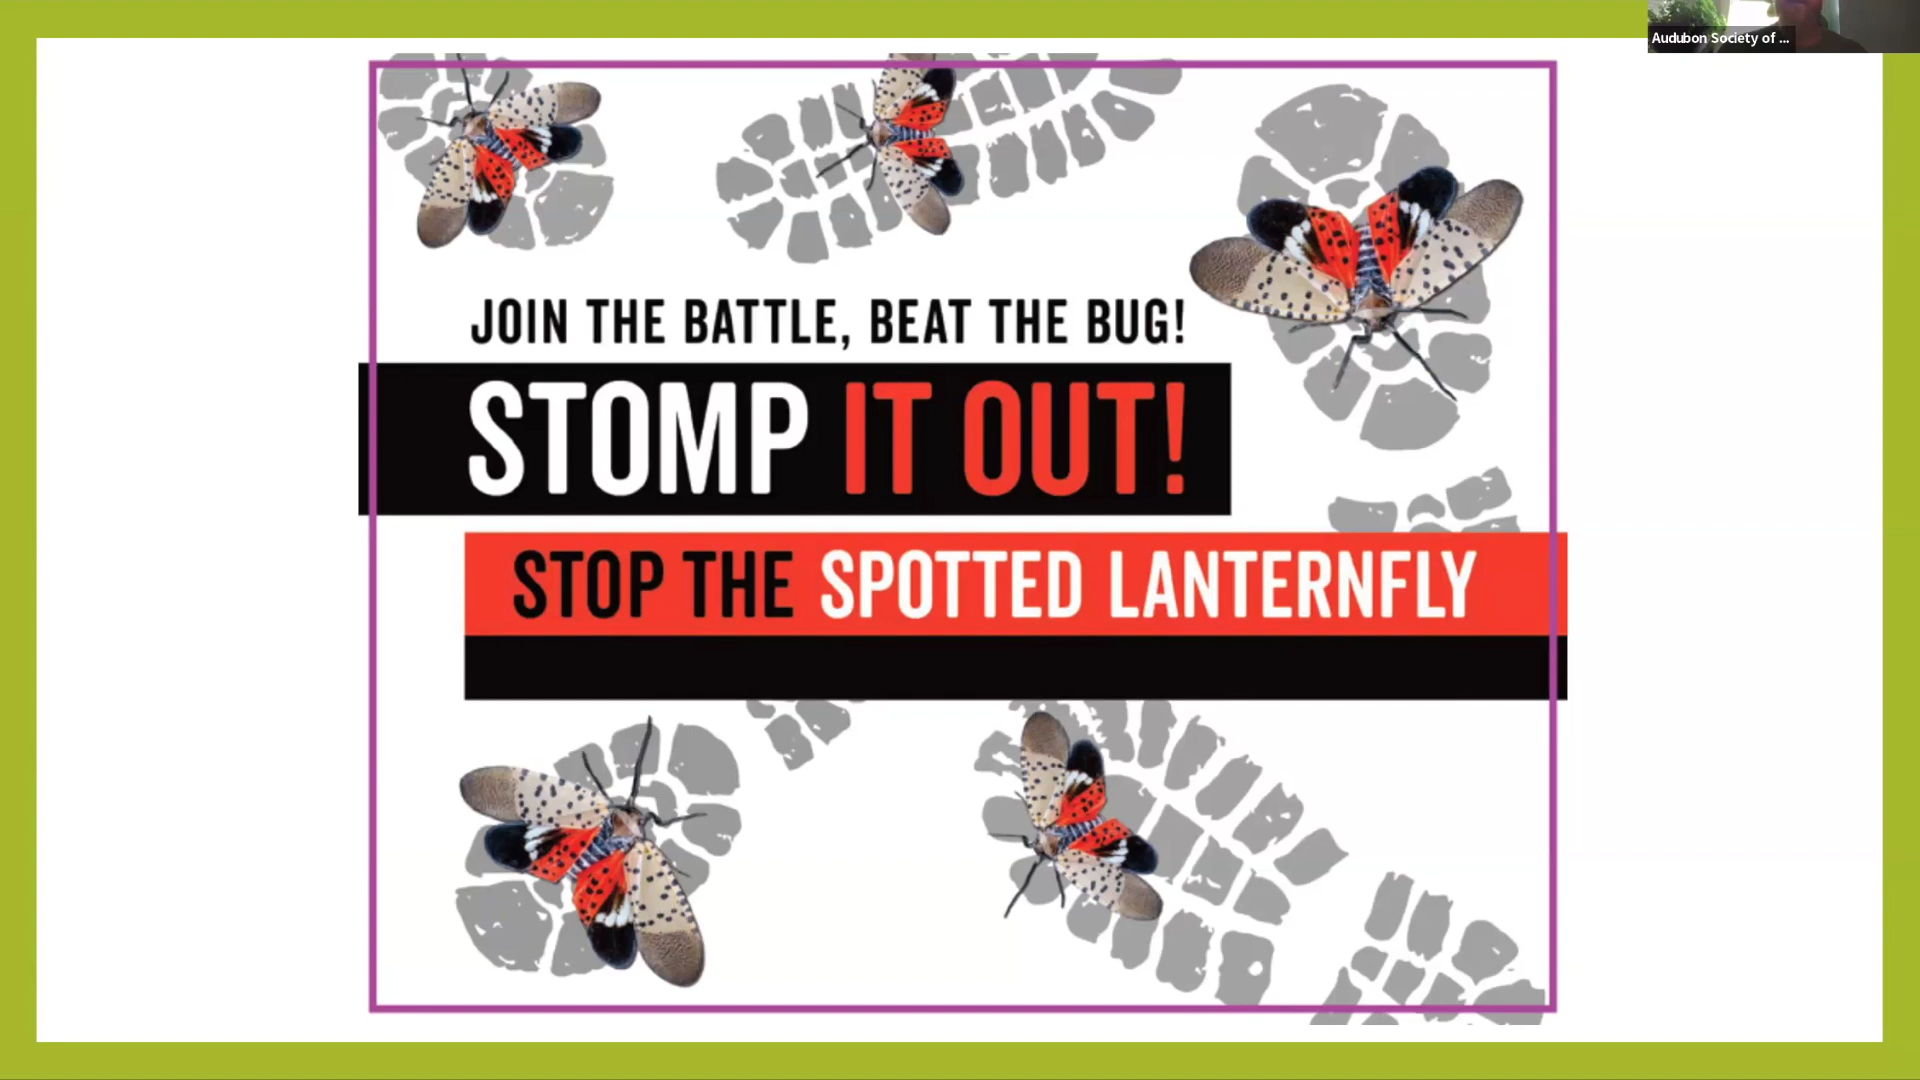 Audubon Society of ...
JOIN THE BATTLE, BEAT THE BUG!
STOMP IT OUT!
STOP THE SPOTTED LANTERNFLY